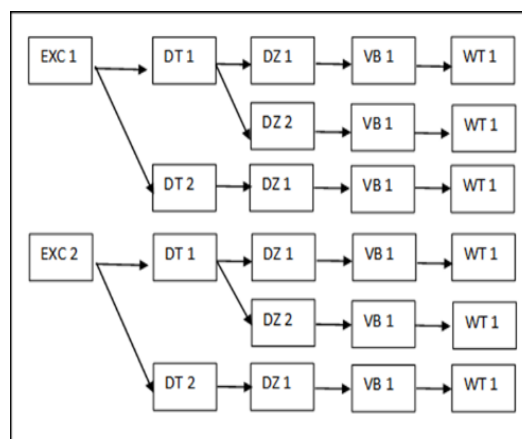 EXC 1 DT 1 DZ 1 VB 1 WT 1
DZ 2 VB 1 WT 1
DT 2 DZ 1 VB 1 WT 1
EXC 2 DT 1 DZ 1 VB 1 WT 1
DZ 2 VB 1 WT 1
DT 2 DZ 1 VB 1 WT 1